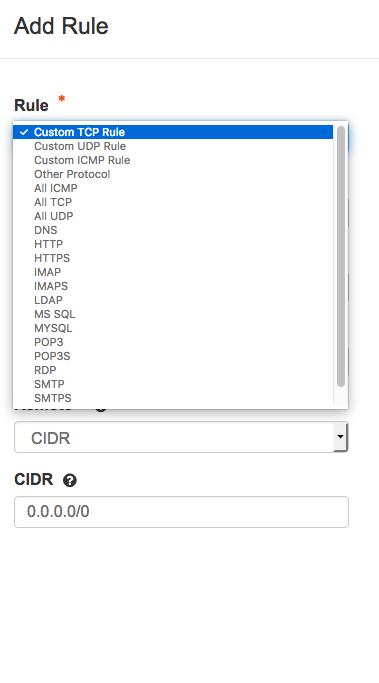 Add Rule
Rule *
✓ Custom TCP Rule
Custom UDP Rule
Custom ICMP Rule
Other Protocol
All ICMP
All TCP
All UDP
DNS
HTTP
HTTPS
IMAP
IMAPS
LDAP
MS SQL
MYSQL
POP3
POP3S
RDP
SMTP
SMTPS
CIDR
CIDR ?
0.0.0.0/0